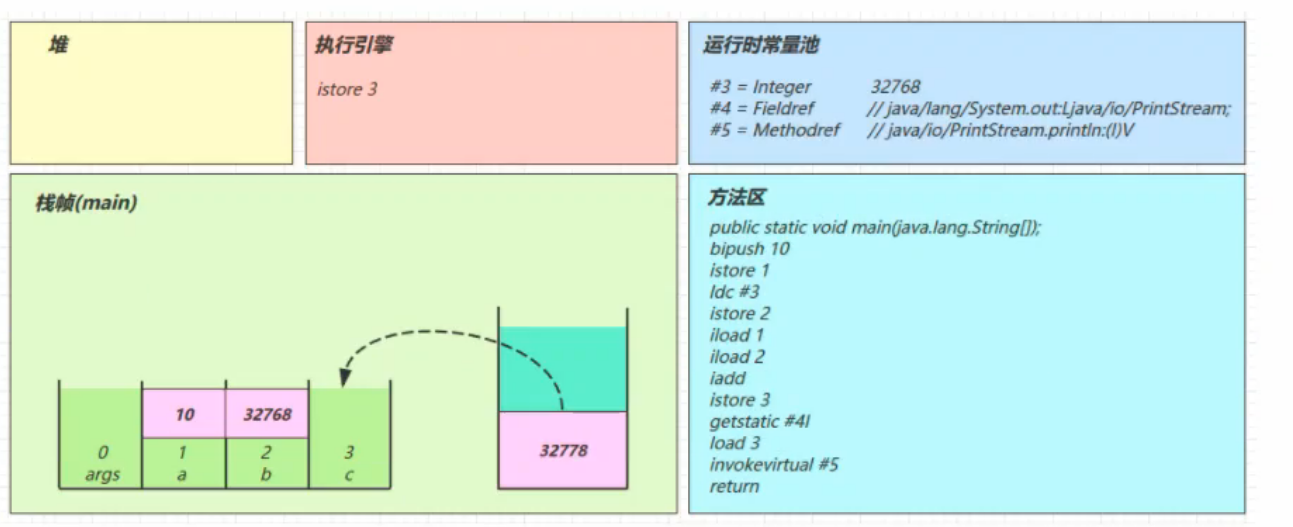 堆
执行引擎
istore 3
运行时常量池
#3 = Integer 32768
#4 = Fieldref // java/lang/System.out:Ljava/io/PrintStream;
#5 = Methodref // java/io/PrintStream.println:(I)V
栈帧(main)
10 32768
0 1 2 3
args a b c
32778
方法区
public static void main(java.lang.String[]);
bipush 10
istore 1
ldc #3
istore 2
iload 1
iload 2
iadd
istore 3
getstatic #4I
load 3
invokevirtual #5
return